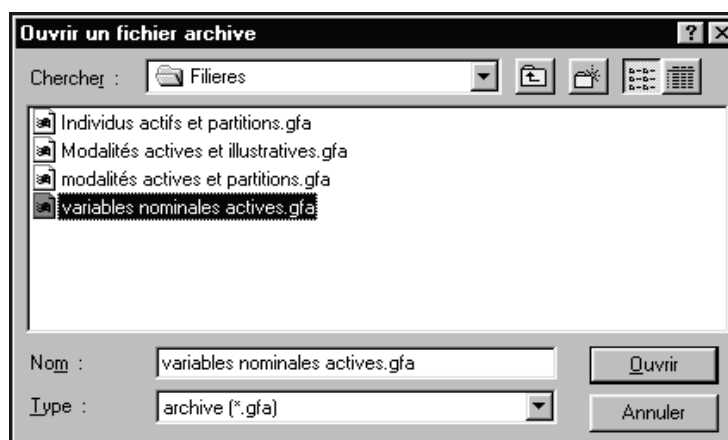 Ouvrir un fichier archive
Chercher : Filieres
Individus actifs et partitions.gfa
Modalités actives et illustratives.gfa
modalités actives et partitions.gfa
variables nominales actives.gfa
Nom : variables nominales actives.gfa Ouvrir
Type : archive (*.gfa) Annuler